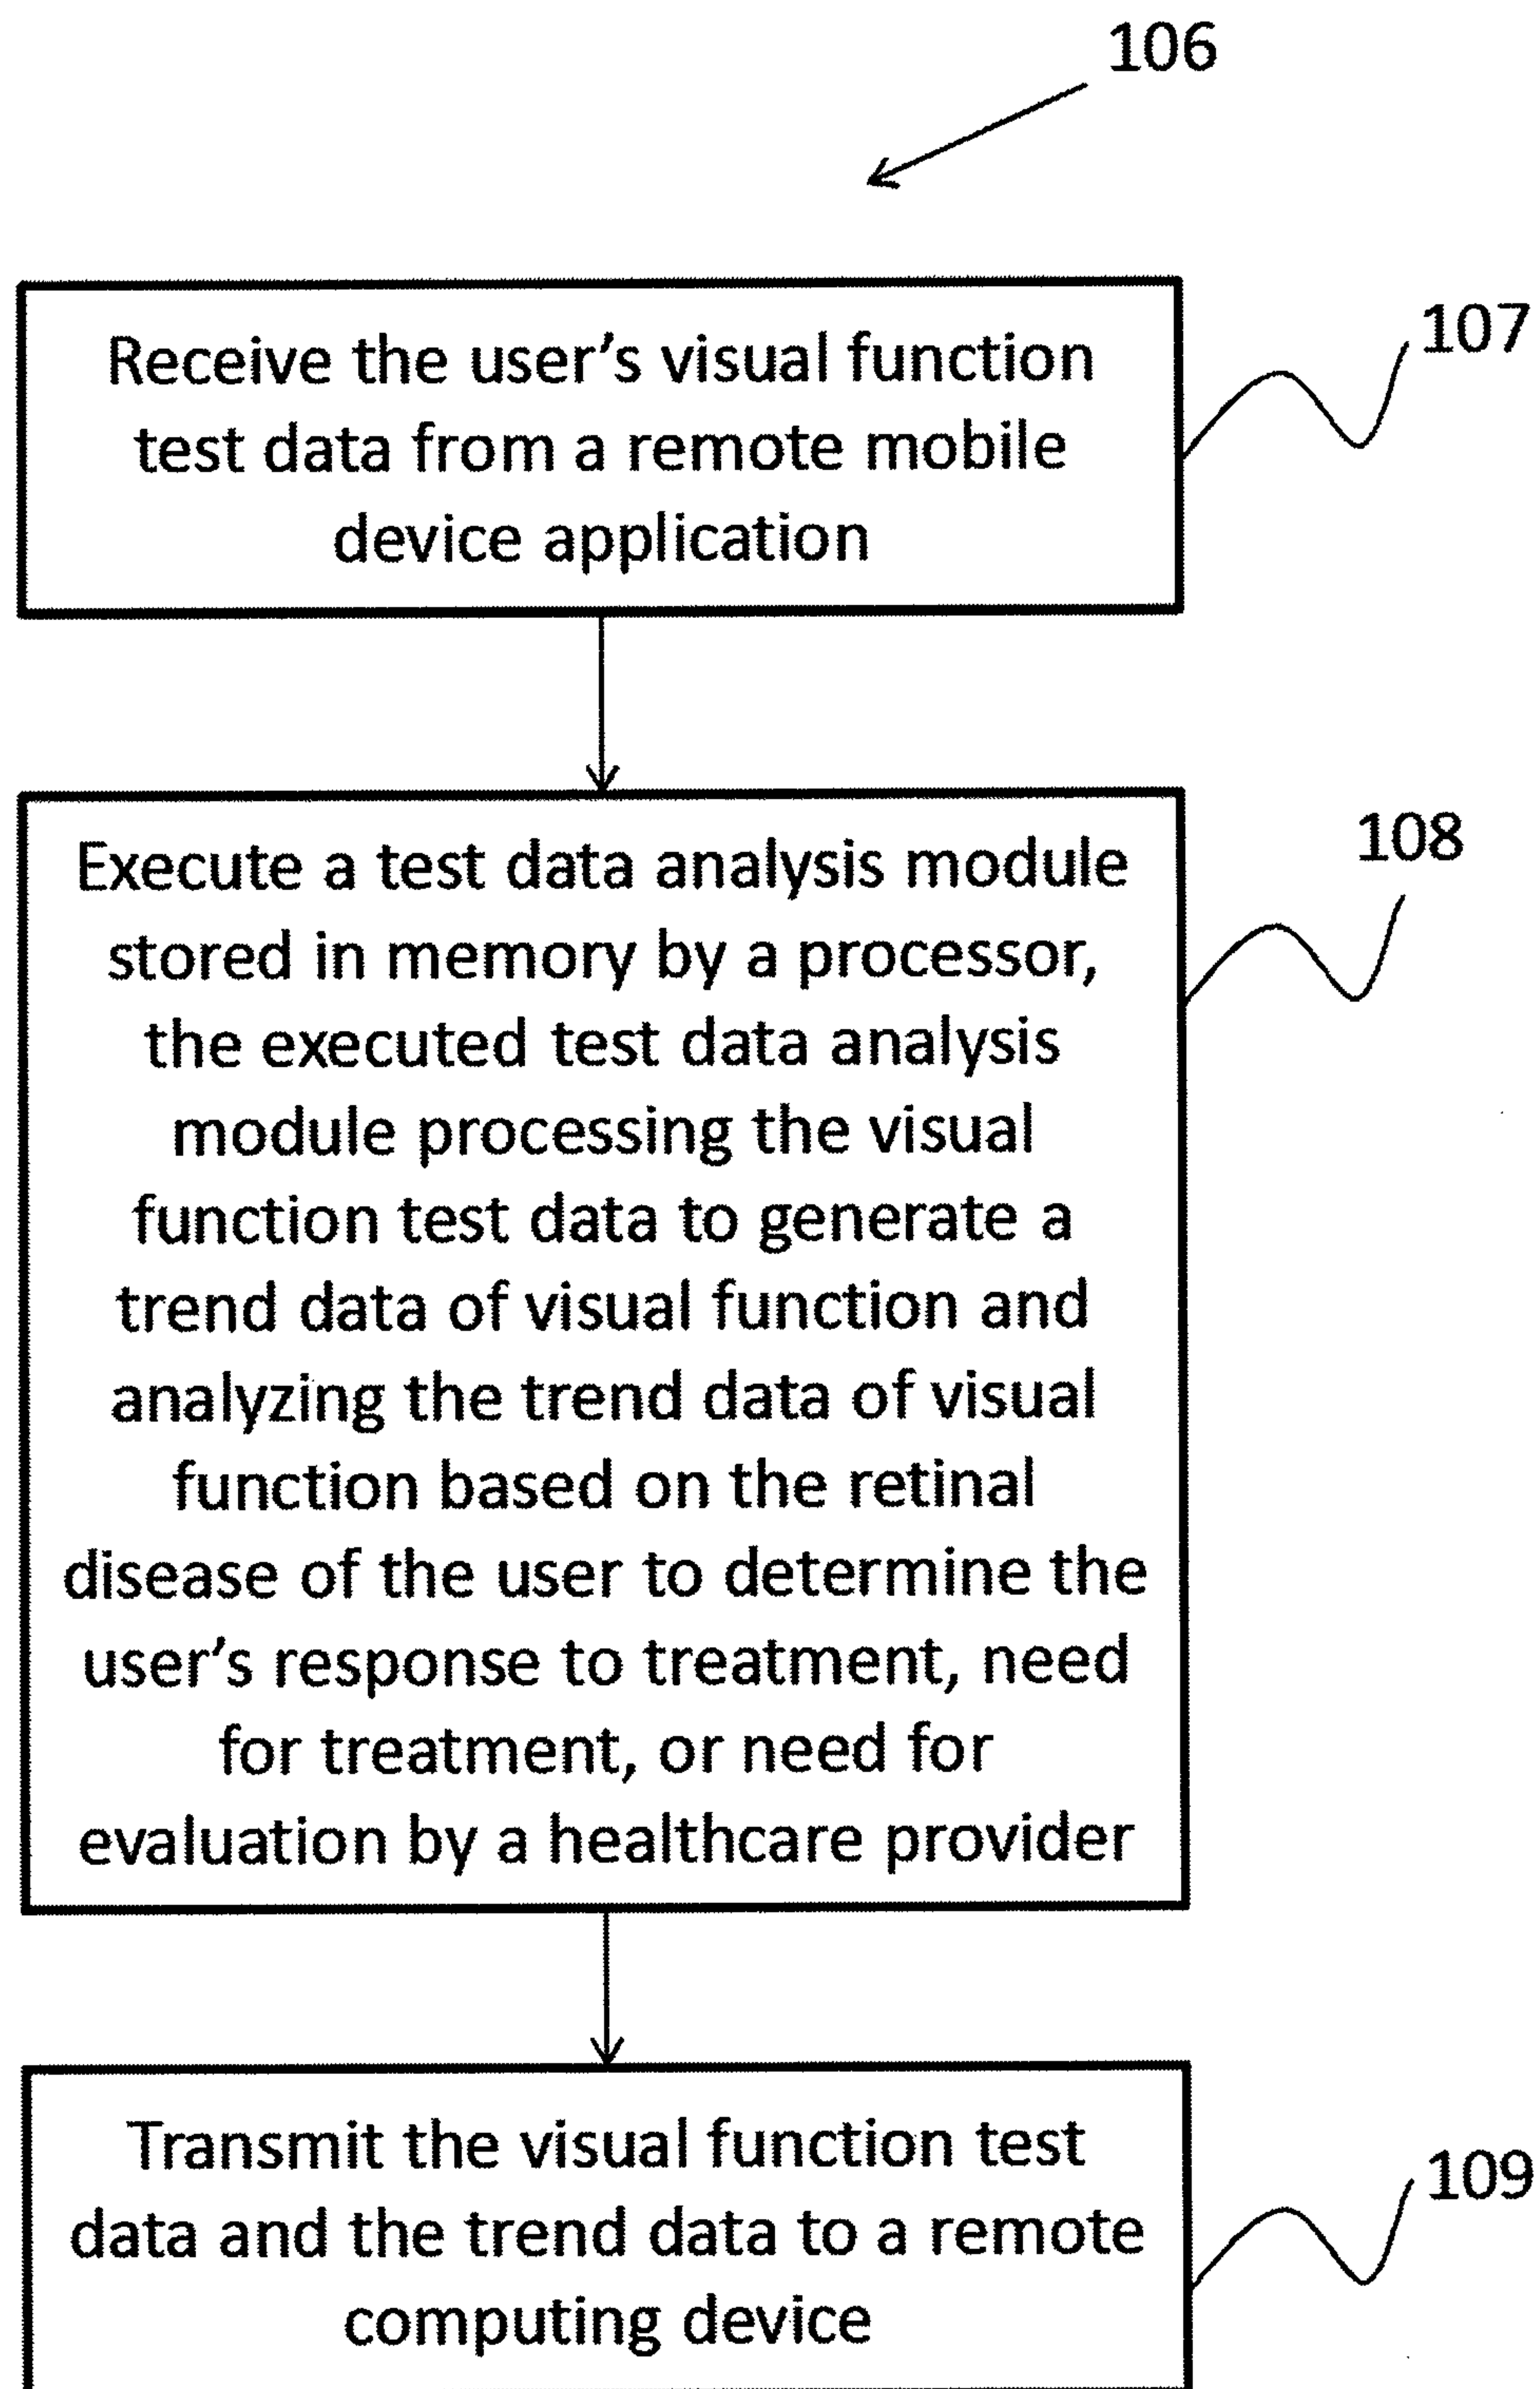 106
Receive the user's visual function
107
test data from a remote mobile
device application
Execute a test data analysis module
108
stored in memory by a processor,
the executed test data analysis
module processing the visual
function test data to generate a
trend data of visual function and
analyzing the trend data of visual
function based on the retinal
disease of the user to determine the
user's response to treatment, need
for treatment, or need for
evaluation by a healthcare provider
Transmit the visual function test
109
data and the trend data to a remote
computing device